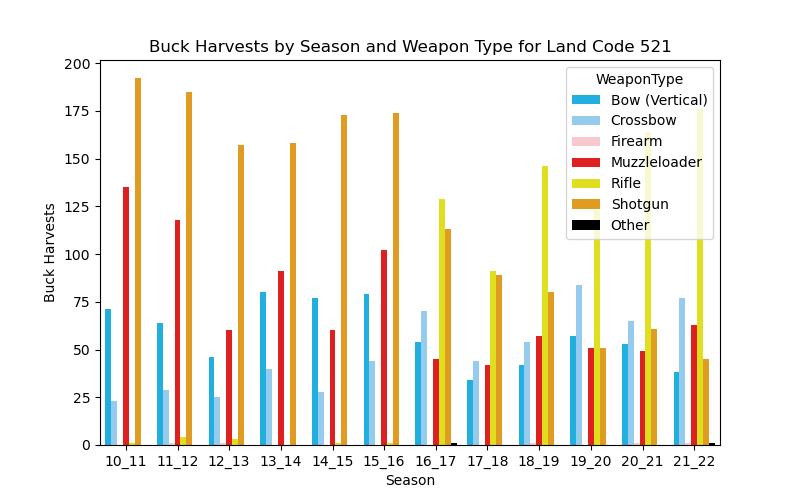 Buck Harvests by Season and Weapon Type for Land Code 521
200
175
150
125
100
75
50
25
0
Buck Harvests
WeaponType
Bow (Vertical)
Crossbow
Firearm
Muzzleloader
Rifle
Shotgun
Other
10_11 11_12 12_13 13_14 14_15 15_16 16_17 17_18 18_19 19_20 20_21 21_22
Season